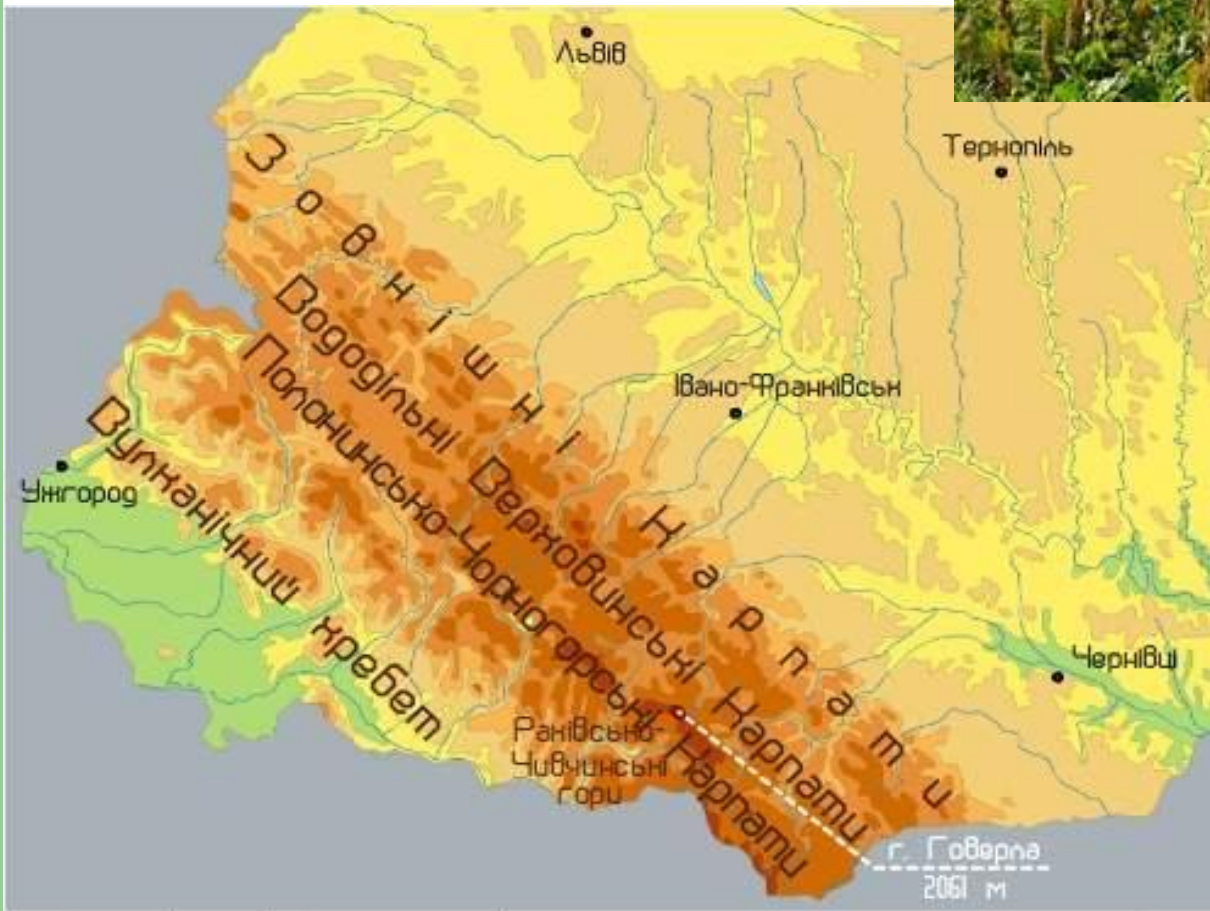 Львів
Тернопіль
Зовнішні Карпати
Вододільні Верховинські Карпати
Івано-Франківськ
Полонинсько-Чорногорські Карпати
Вулканічний хребет
Ужгород
Чернівці
Рахівсько-
Чивчинські
гори
г. Говерла
2061 м